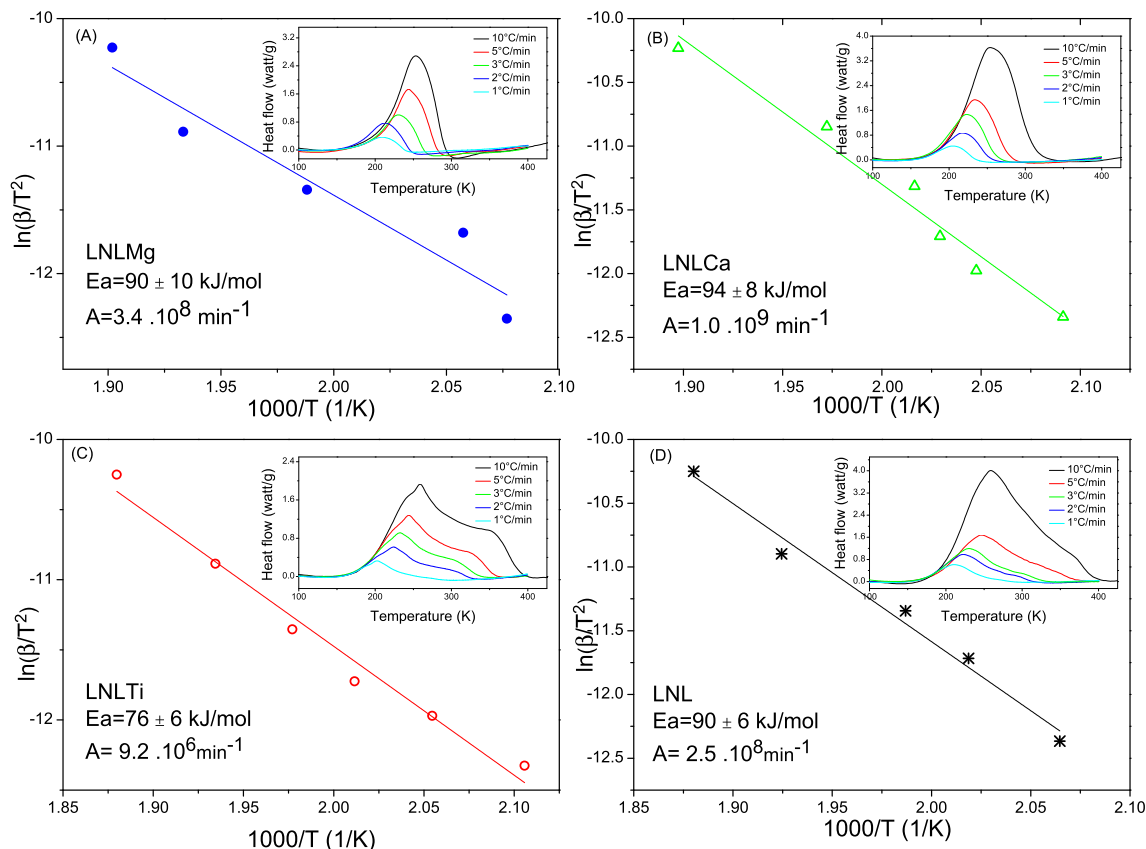 (A)
ln(β/T²)
-10
-11
-12
1.90
1.95
2.00
2.05
2.10
1000/T (1/K)
LNLMg
Ea=90 ± 10 kJ/mol
A=3.4 .10⁸ min⁻¹
Heat flow (watt/g)
3.2
2.4
1.6
0.8
0.0
100
200
300
400
Temperature (K)
10°C/min
5°C/min
3°C/min
2°C/min
1°C/min
(B)
ln(β/T²)
-10.0
-10.5
-11.0
-11.5
-12.0
-12.5
1.90
1.95
2.00
2.05
2.10
1000/T (1/K)
LNLCa
Ea=94 ± 8 kJ/mol
A=1.0 .10⁹ min⁻¹
Heat flow (watt/g)
4.0
3.2
2.4
1.6
0.8
0.0
100
200
300
400
Temperature (K)
10°C/min
5°C/min
3°C/min
2°C/min
1°C/min
(C)
ln(β/T²)
-10
-11
-12
1.85
1.90
1.95
2.00
2.05
2.10
1000/T (1/K)
LNLTi
Ea=76 ± 6 kJ/mol
A= 9.2 .10⁶min⁻¹
Heat flow (watt/g)
2.4
1.8
1.2
0.6
0.0
100
200
300
400
Temperature (K)
10°C/min
5°C/min
3°C/min
2°C/min
1°C/min
(D)
ln(β/T²)
-10.0
-10.5
-11.0
-11.5
-12.0
-12.5
1.85
1.90
1.95
2.00
2.05
2.10
1000/T (1/K)
LNL
Ea=90 ± 6 kJ/mol
A= 2.5 .10⁸min⁻¹
Heat flow (watt/g)
4.0
3.2
2.4
1.6
0.8
0.0
100
200
300
400
Temperature (K)
10°C/min
5°C/min
3°C/min
2°C/min
1°C/min